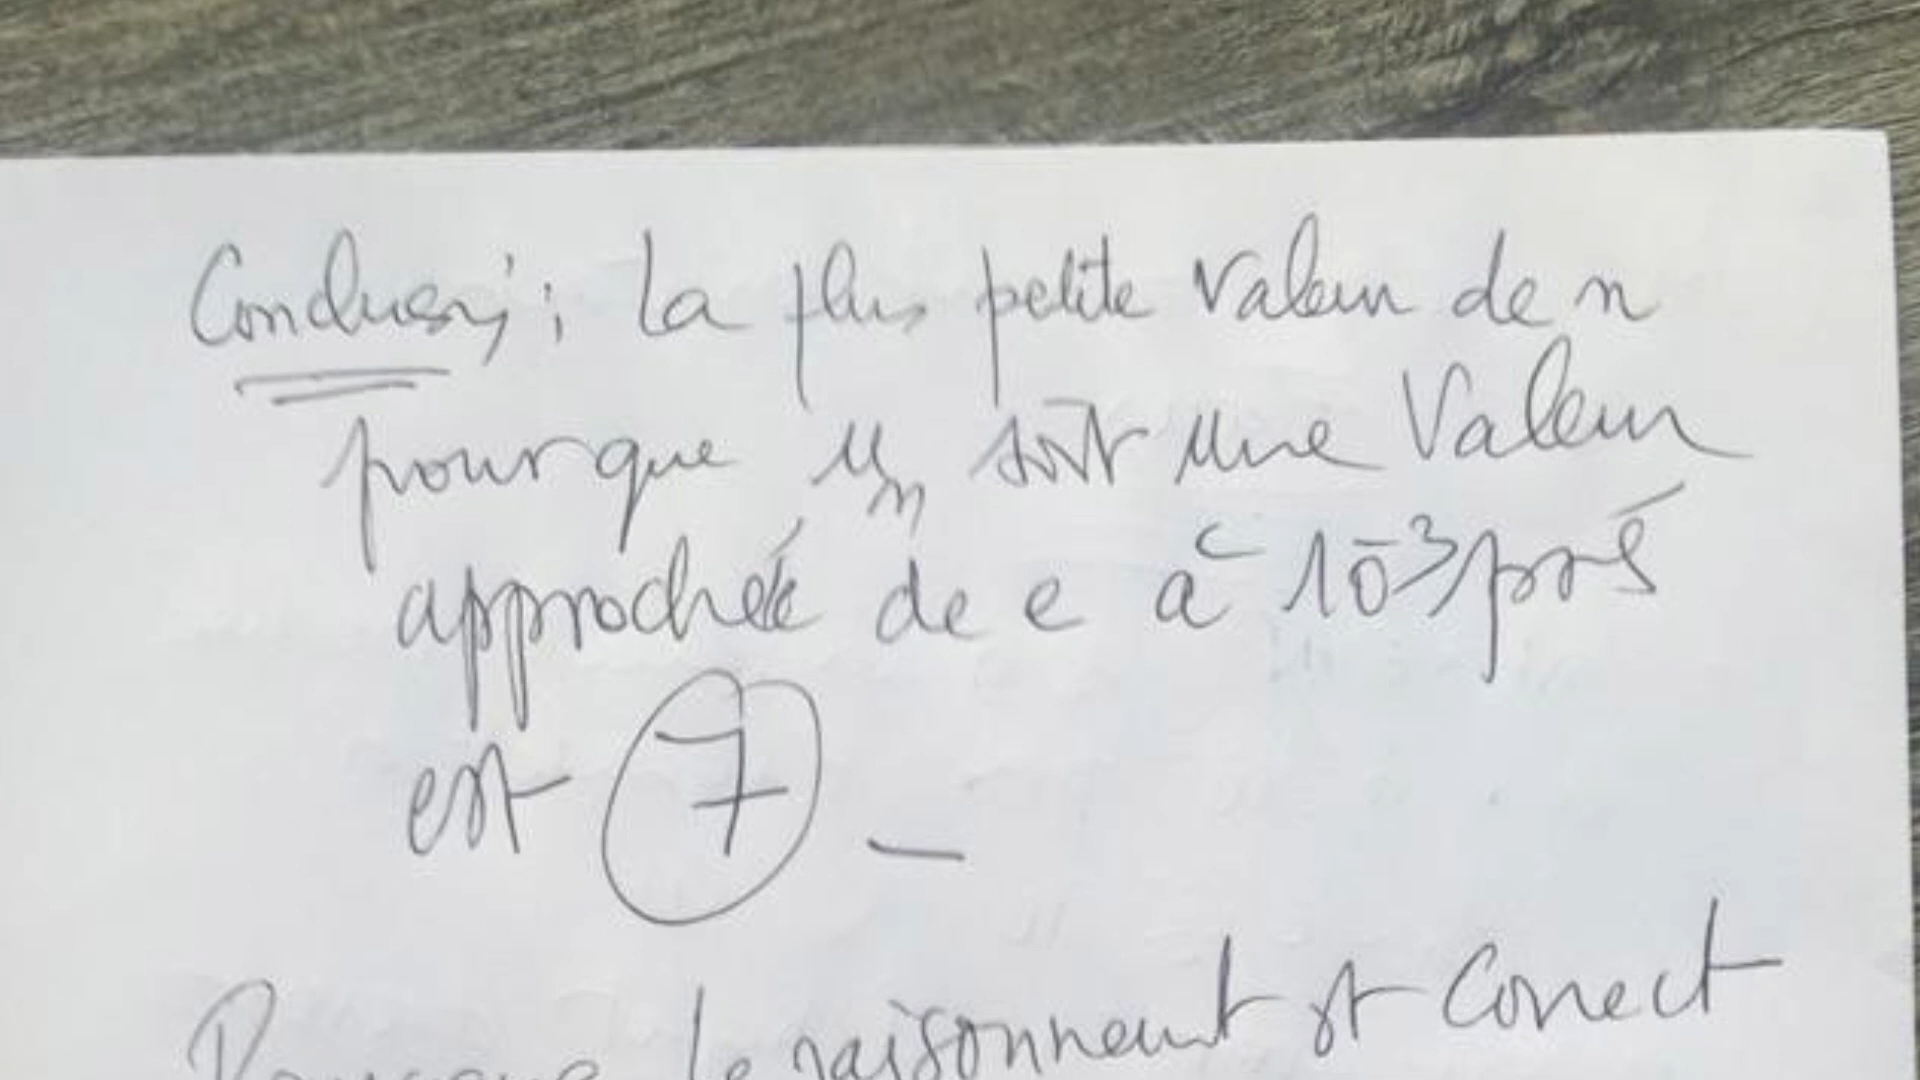 Conclusion : La plus petite valeur de n
pour que uₙ soit une valeur
approchée de e à 10⁻³ près
est 7 –
le raisonnement est correct